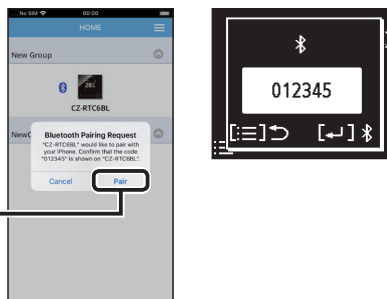 No SIM 00:00
HOME
New Group
28.
CZ-RTC6BL
NewG
Bluetooth Pairing Request
"CZ-RTC6BL" would like to pair with
your iPhone. Confirm that the code
"012345" is shown on "CZ-RTC6BL".
Cancel Pair
012345